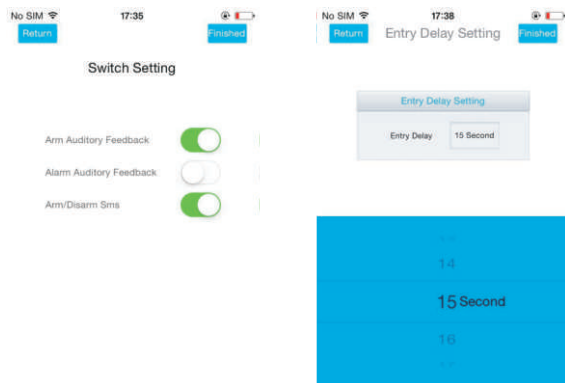 No SIM 17:35
Return Finished
Switch Setting
Arm Auditory Feedback
Alarm Auditory Feedback
Arm/Disarm Sms
No SIM 17:38
Return Entry Delay Setting Finished
Entry Delay Setting
Entry Delay 15 Second
14
15 Second
16